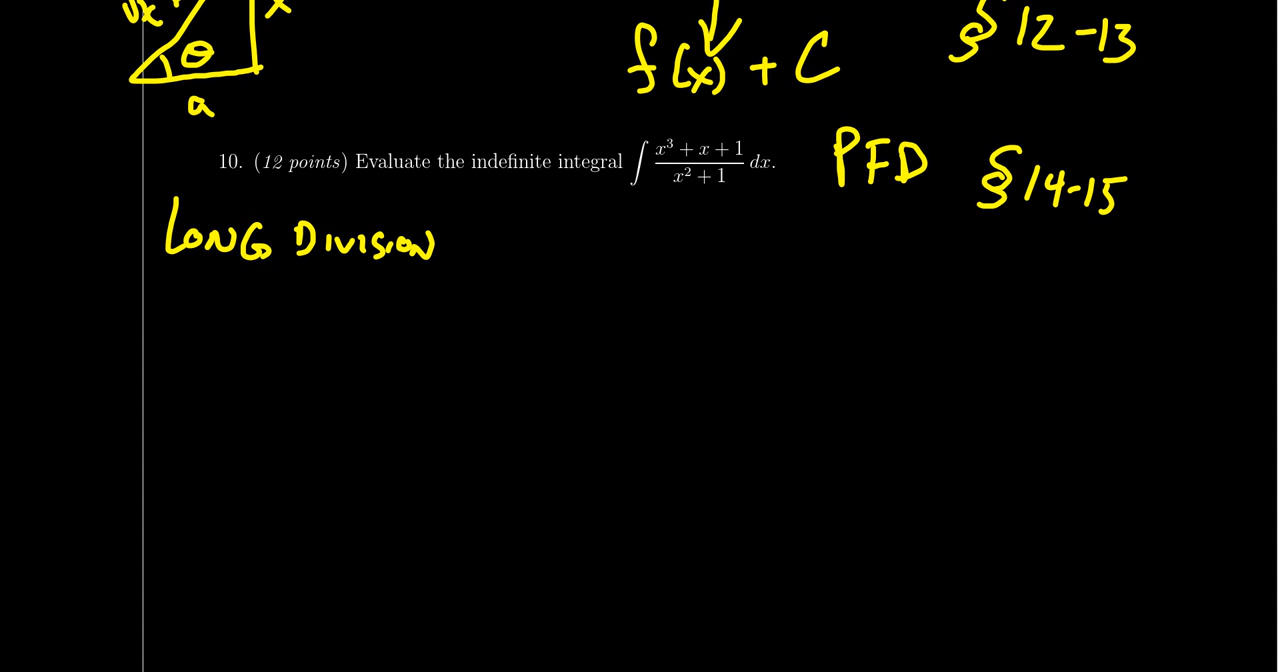 x
θ
a
f(x) + C
§ 12-13
10. (12 points) Evaluate the indefinite integral ∫ (x³ + x + 1)/(x² + 1) dx.
PFD § 14-15
LONG DIVISION